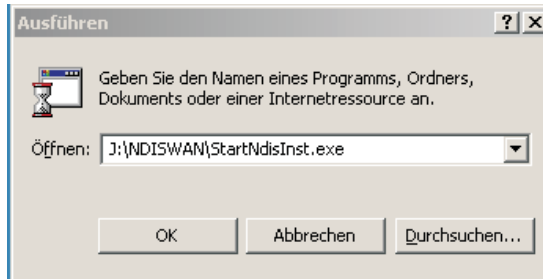 Ausführen
Geben Sie den Namen eines Programms, Ordners,
Dokuments oder einer Internetressource an.
Öffnen: J:\NDISWAN\StartNdisInst.exe
OK Abbrechen Durchsuchen...